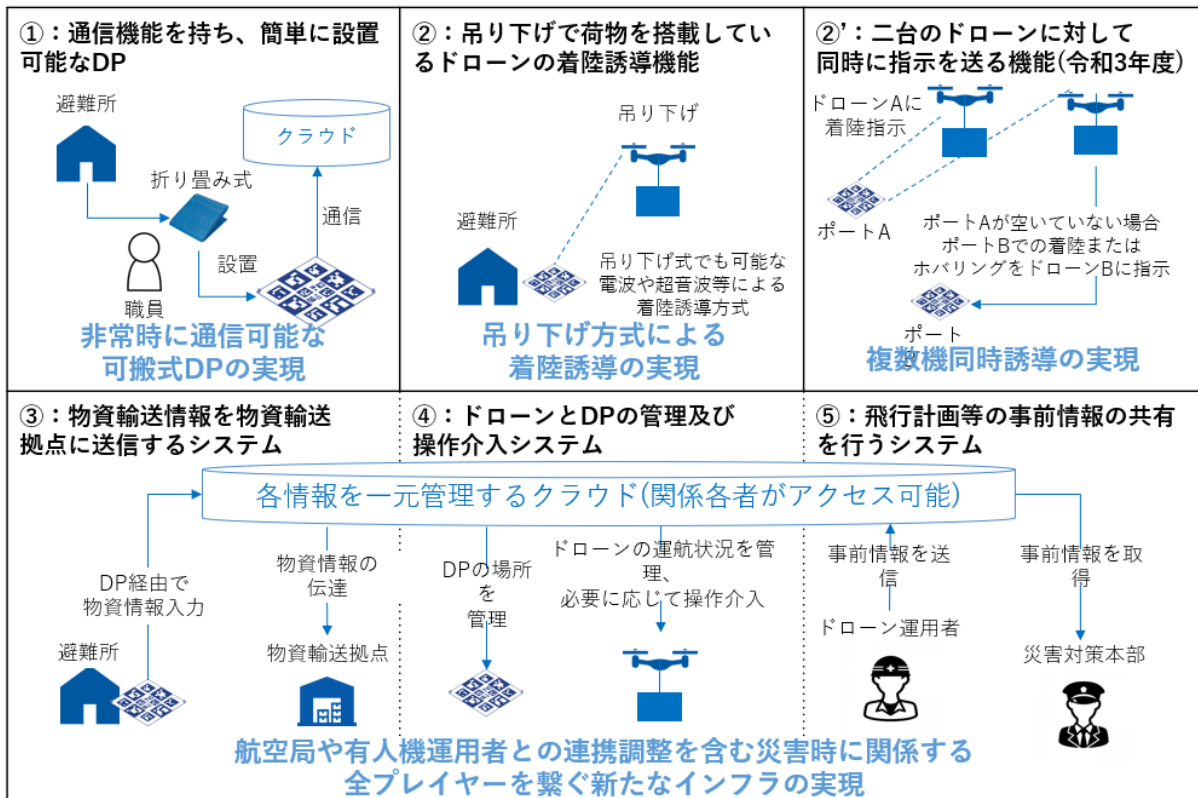 ①：通信機能を持ち、簡単に設置
可能なDP
避難所
クラウド
折り畳み式
通信
設置
職員
非常時に通信可能な
可搬式DPの実現
②：吊り下げで荷物を搭載してい
るドローンの着陸誘導機能
吊り下げ
避難所
吊り下げ式でも可能な
電波や超音波等による
着陸誘導方式
吊り下げ方式による
着陸誘導の実現
②’：二台のドローンに対して
同時に指示を送る機能(令和3年度)
ドローンAに
着陸指示
ポートA
ポートAが空いていない場合
ポートBでの着陸または
ホバリングをドローンBに指示
ポート
B
複数機同時誘導の実現
③：物資輸送情報を物資輸送
拠点に送信するシステム
④：ドローンとDPの管理及び
操作介入システム
⑤：飛行計画等の事前情報の共有
を行うシステム
各情報を一元管理するクラウド(関係各者がアクセス可能)
DP経由で
物資情報入力
避難所
物資情報の
伝達
物資輸送拠点
DPの場所
を
管理
ドローンの運航状況を管
理、
必要に応じて操作介入
事前情報を送
信
ドローン運用者
事前情報を取
得
災害対策本部
航空局や有人機運用者との連携調整を含む災害時に関係する
全プレイヤーを繋ぐ新たなインフラの実現